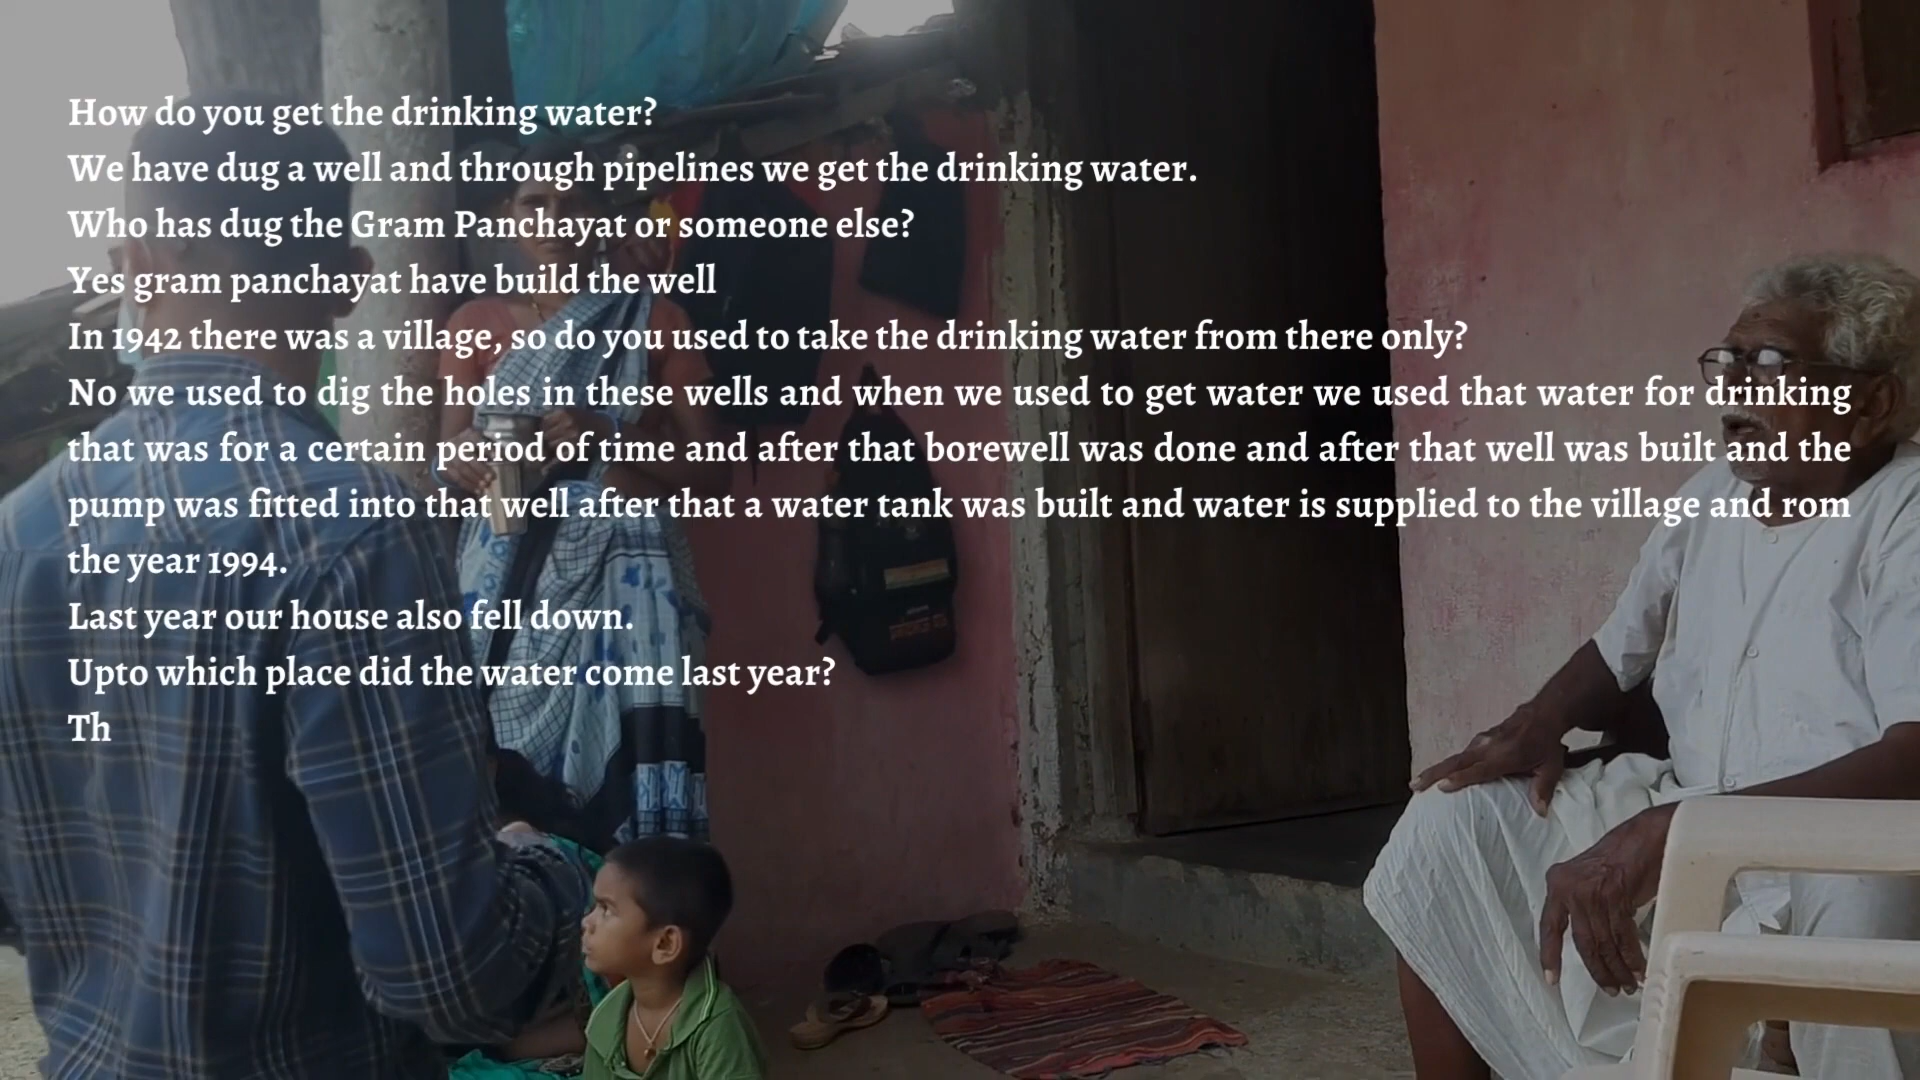 How do you get the drinking water?
We have dug a well and through pipelines we get the drinking water.
Who has dug the Gram Panchayat or someone else?
Yes gram panchayat have build the well
In 1942 there was a village, so do you used to take the drinking water from there only?
No we used to dig the holes in these wells and when we used to get water we used that water for drinking
that was for a certain period of time and after that borewell was done and after that well was built and the
pump was fitted into that well after that a water tank was built and water is supplied to the village and rom
the year 1994.
Last year our house also fell down.
Upto which place did the water come last year?
Th